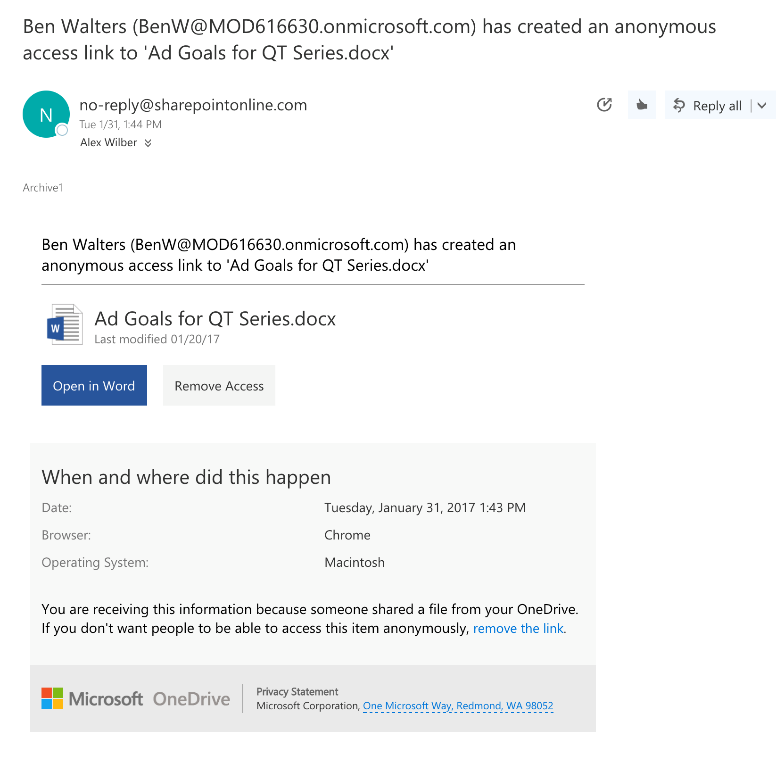 Ben Walters (BenW@MOD616630.onmicrosoft.com) has created an anonymous
access link to 'Ad Goals for QT Series.docx'
N
no-reply@sharepointonline.com
Tue 1/31, 1:44 PM
Alex Wilber
Reply all
Archive1
Ben Walters (BenW@MOD616630.onmicrosoft.com) has created an
anonymous access link to 'Ad Goals for QT Series.docx'
W
Ad Goals for QT Series.docx
Last modified 01/20/17
Open in Word
Remove Access
When and where did this happen
Date: Tuesday, January 31, 2017 1:43 PM
Browser: Chrome
Operating System: Macintosh
You are receiving this information because someone shared a file from your OneDrive.
If you don't want people to be able to access this item anonymously, remove the link.
Microsoft OneDrive
Privacy Statement
Microsoft Corporation, One Microsoft Way, Redmond, WA 98052